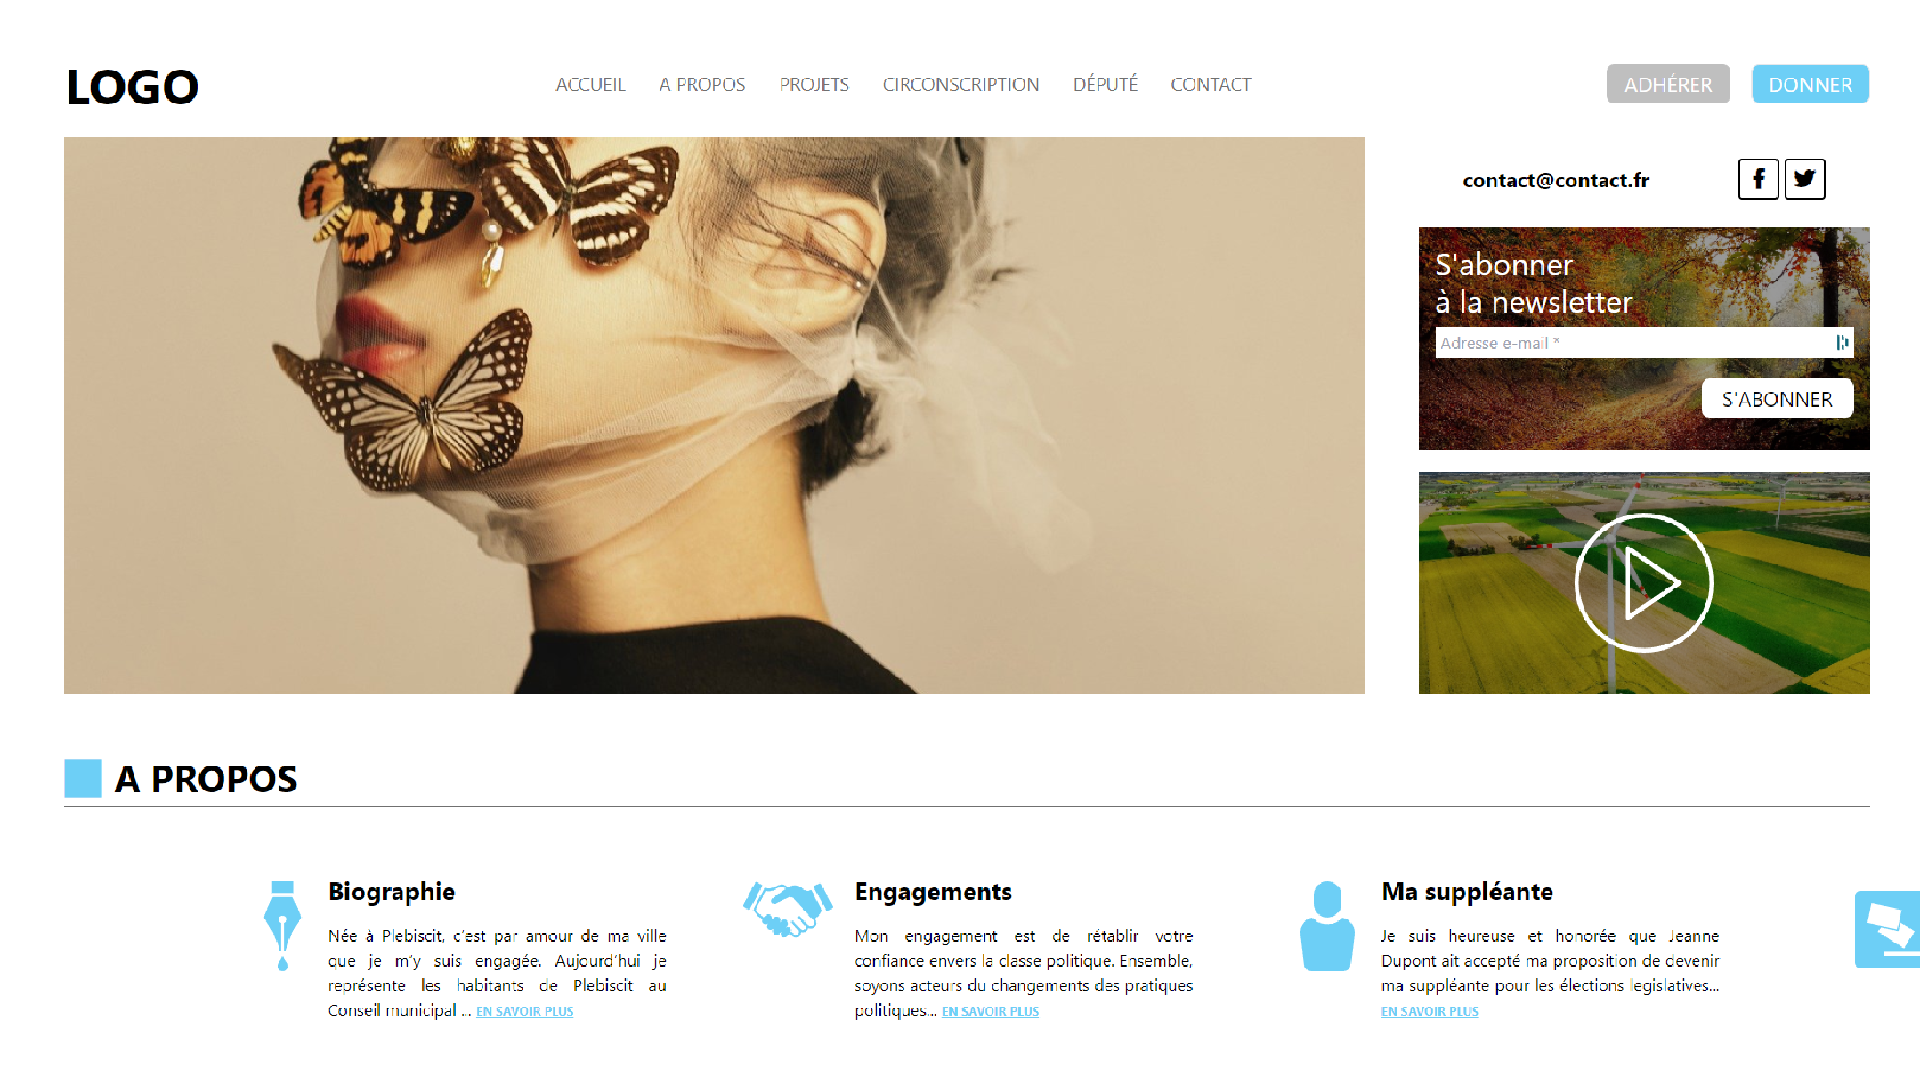 LOGO
ACCUEIL
A PROPOS
PROJETS
CIRCONSCRIPTION
DÉPUTÉ
CONTACT
ADHÉRER
DONNER
contact@contact.fr
S'abonner
à la newsletter
Adresse e-mail *
S'ABONNER
A PROPOS
Biographie
Née à Plebiscit, c’est par amour de ma ville
que je m’y suis engagée. Aujourd’hui je
représente les habitants de Plebiscit au
Conseil municipal ... EN SAVOIR PLUS
Engagements
Mon engagement est de rétablir votre
confiance envers la classe politique. Ensemble,
soyons acteurs du changements des pratiques
politiques... EN SAVOIR PLUS
Ma suppléante
Je suis heureuse et honorée que Jeanne
Dupont ait accepté ma proposition de devenir
ma suppléante pour les élections legislatives...
EN SAVOIR PLUS